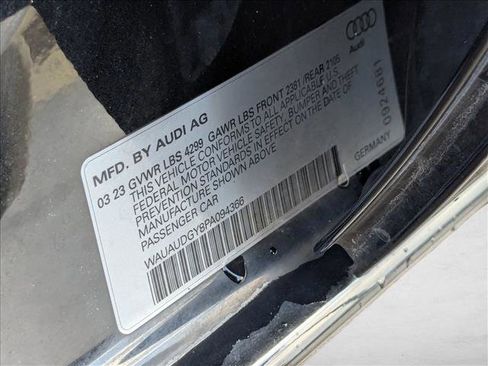 Audi
MFD. BY AUDI AG
03 23 GVWR LBS 4299 GAWR LBS FRONT 2381 /REAR 2105
THIS VEHICLE CONFORMS TO ALL APPLICABLE U.S.
FEDERAL MOTOR VEHICLE SAFETY, BUMPER, AND THEFT
PREVENTION STANDARDS IN EFFECT ON THE DATE OF
MANUFACTURE SHOWN ABOVE
PASSENGER CAR
WAUAUDGY8PA094366
GERMANY
0024681